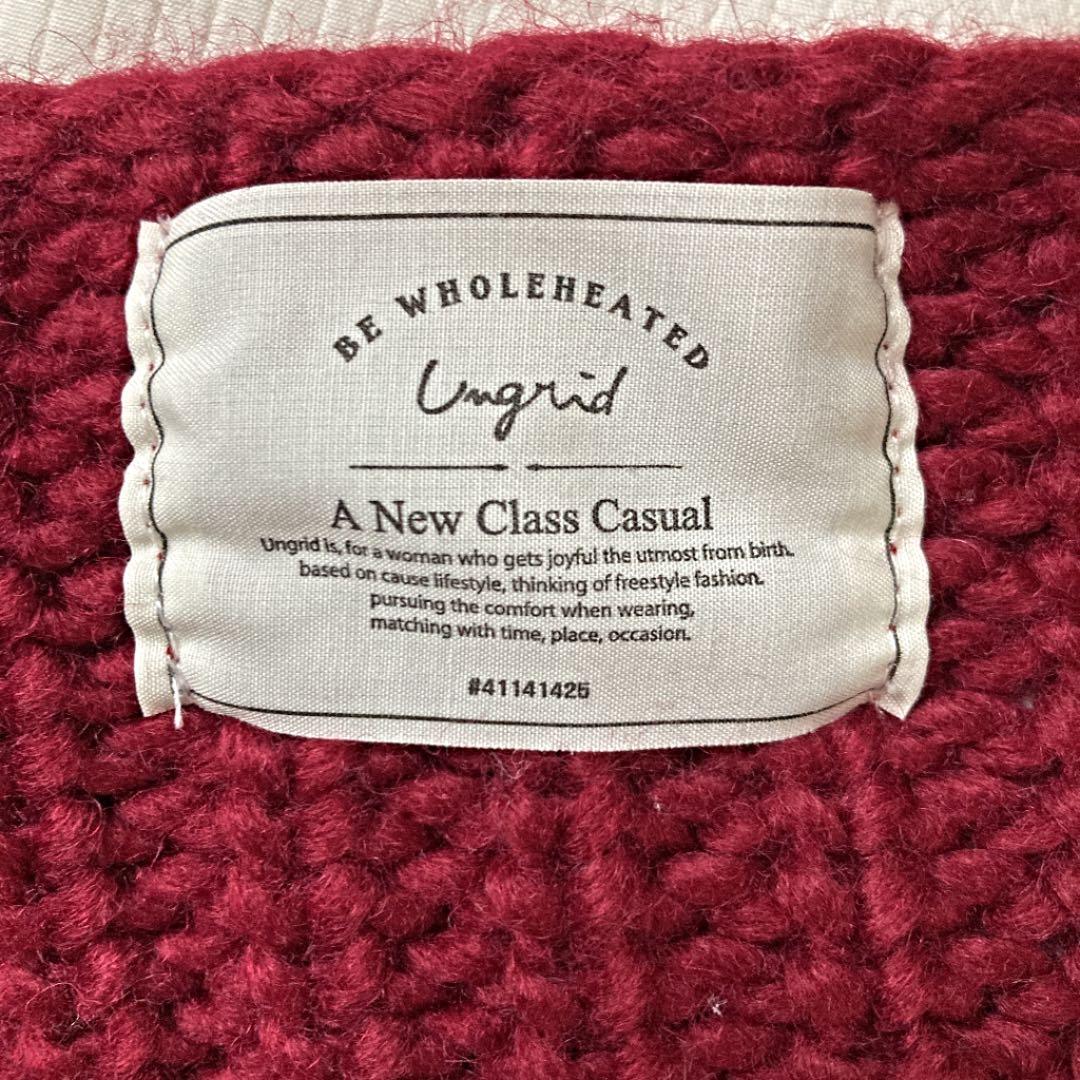 BE WHOLEHEATED
Ungrid
A New Class Casual
Ungrid is, for a woman who gets joyful the utmost from birth.
based on cause lifestyle, thinking of freestyle fashion.
pursuing the comfort when wearing,
matching with time, place, occasion.
#41141425